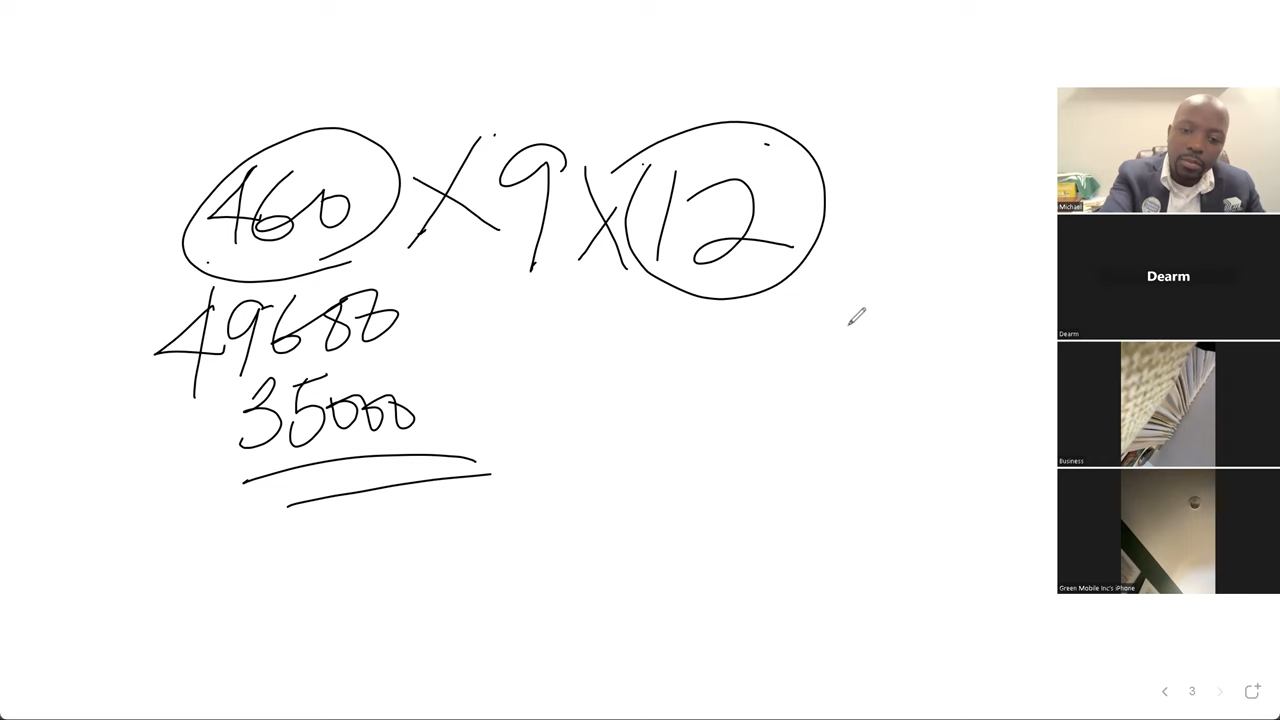 460 X 9 X 12
49680
35000
Michael
Dearm
Dearm
Business
Green Mobile Inc's iPhone
3